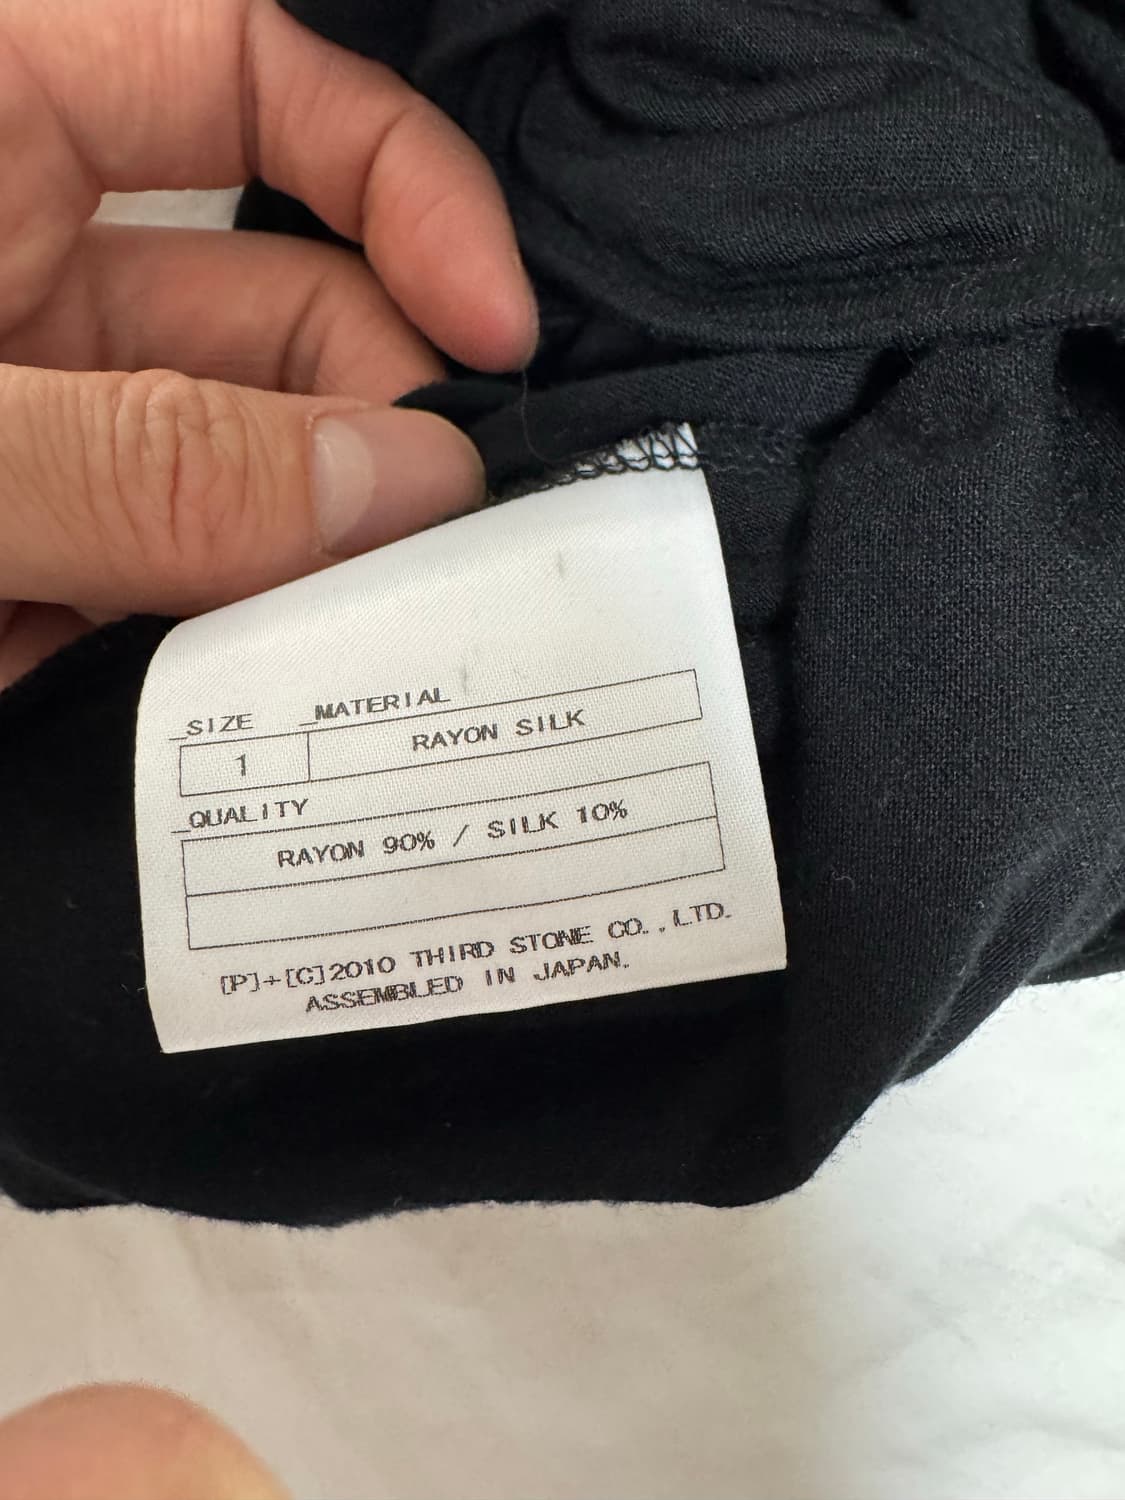 _SIZE _MATERIAL
1 RAYON SILK
_QUALITY
RAYON 90% / SILK 10%
[P]+[C]2010 THIRD STONE CO.,LTD.
ASSEMBLED IN JAPAN.